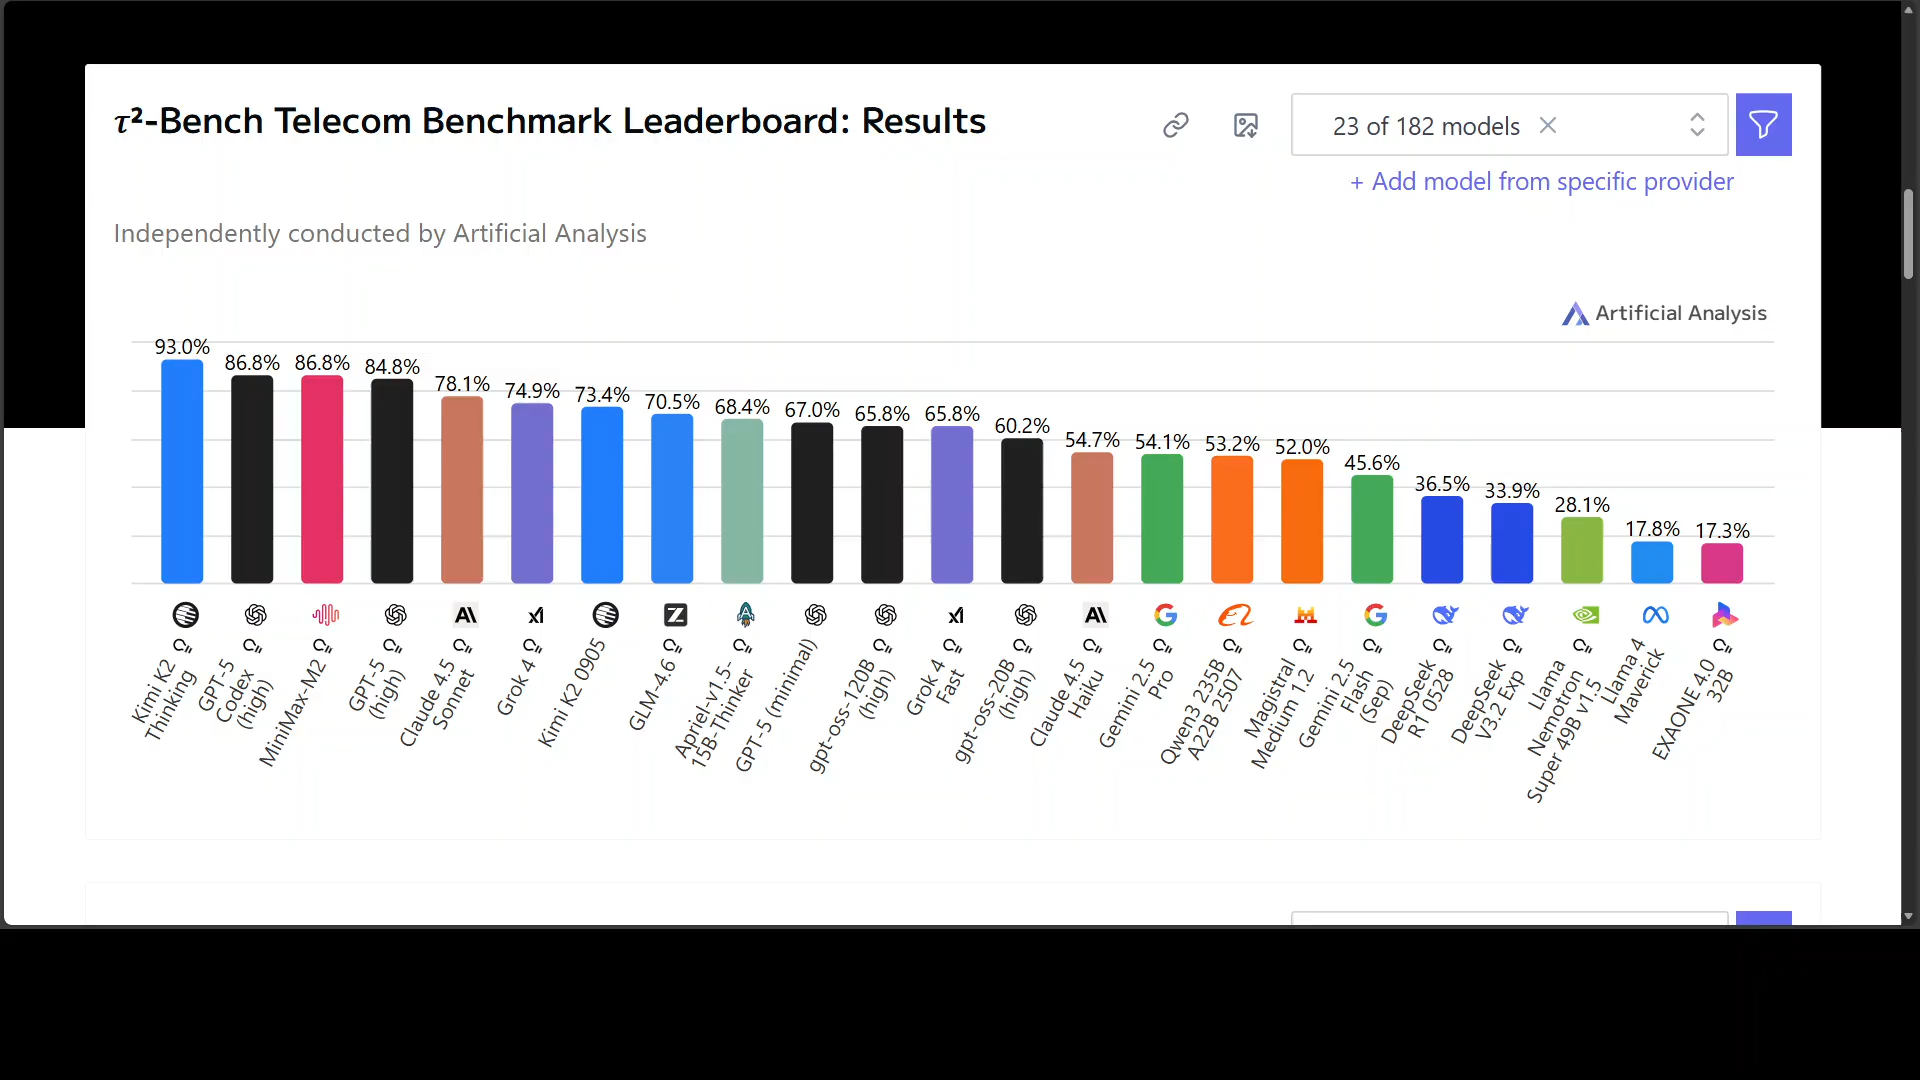 τ²-Bench Telecom Benchmark Leaderboard: Results
23 of 182 models
+ Add model from specific provider
Independently conducted by Artificial Analysis
Artificial Analysis
93.0%
86.8%
86.8%
84.8%
78.1%
74.9%
73.4%
70.5%
68.4%
67.0%
65.8%
65.8%
60.2%
54.7%
54.1%
53.2%
52.0%
45.6%
36.5%
33.9%
28.1%
17.8%
17.3%
Kimi K2
Thinking
GPT-5
Codex
(high)
MiniMax-M2
GPT-5
(high)
Claude 4.5
Sonnet
Grok 4
Kimi K2 0905
GLM-4.6
Apriel-v1.5-
15B-Thinker
GPT-5 (minimal)
gpt-oss-120B
(high)
Grok 4
Fast
gpt-oss-20B
(high)
Claude 4.5
Haiku
Gemini 2.5
Pro
Qwen3 235B
A22B 2507
Magistral
Medium 1.2
Gemini 2.5
Flash
(Sep)
DeepSeek
R1 0528
DeepSeek
V3.2 Exp
Llama
Nemotron
Super 49B v1.5
Llama 4
Maverick
EXAONE 4.0
32B